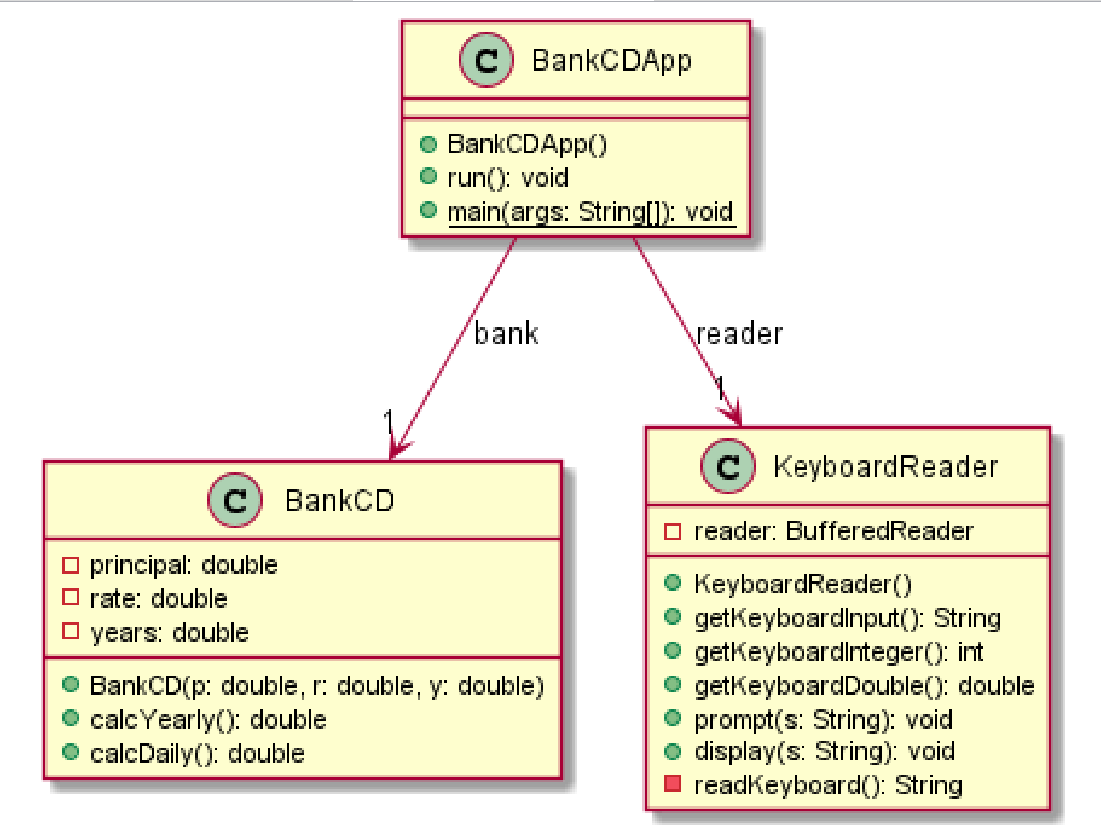 C BankCDApp
BankCDApp()
run(): void
main(args: String[]): void
bank
reader
1
1
C BankCD
principal: double
rate: double
years: double
BankCD(p: double, r: double, y: double)
calcYearly(): double
calcDaily(): double
C KeyboardReader
reader: BufferedReader
KeyboardReader()
getKeyboardInput(): String
getKeyboardInteger(): int
getKeyboardDouble(): double
prompt(s: String): void
display(s: String): void
readKeyboard(): String